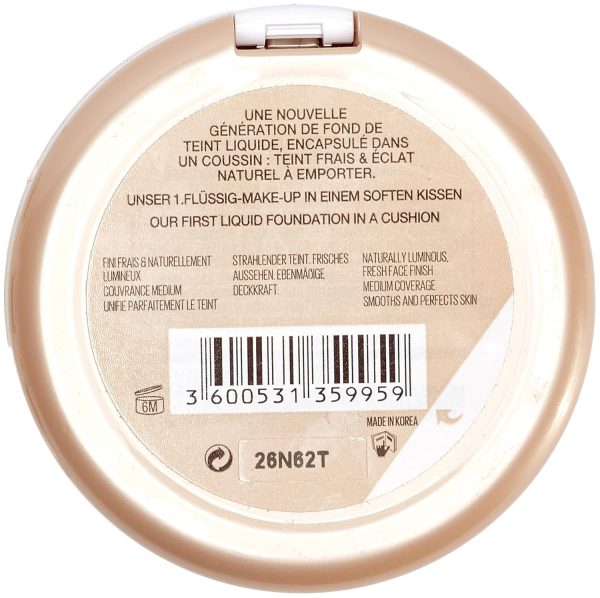 UNE NOUVELLE
GÉNÉRATION DE FOND DE
TEINT LIQUIDE, ENCAPSULÉ DANS
UN COUSSIN : TEINT FRAIS & ÉCLAT
NATUREL À EMPORTER.
UNSER 1.FLÜSSIG-MAKE-UP IN EINEM SOFTEN KISSEN
OUR FIRST LIQUID FOUNDATION IN A CUSHION
FINI FRAIS & NATURELLEMENT
LUMINEUX
COUVRANCE MEDIUM
UNIFIE PARFAITEMENT LE TEINT
STRAHLENDER TEINT, FRISCHES
AUSSEHEN. EBENMÄẞIGE
DECKKRAFT.
NATURALLY LUMINOUS,
FRESH FACE FINISH
MEDIUM COVERAGE
SMOOTHS AND PERFECTS SKIN
3 600531 359959
6M
MADE IN KOREA
26N62T